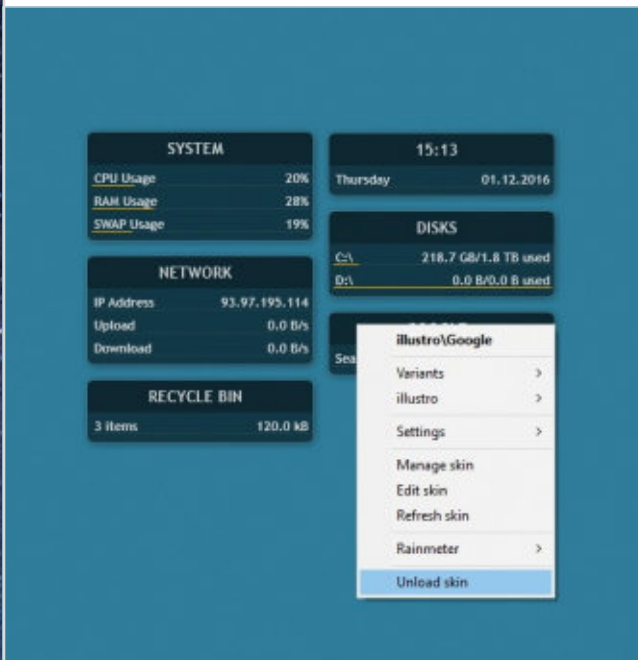 SYSTEM
CPU Usage 20%
RAM Usage 28%
SWAP Usage 19%
NETWORK
IP Address 93.97.195.114
Upload 0.0 B/s
Download 0.0 B/s
RECYCLE BIN
3 items 120.0 kB
15:13
Thursday 01.12.2016
DISKS
C:\ 218.7 GB/1.8 TB used
D:\ 0.0 B/0.0 B used
Sea
illustro\Google
Variants >
illustro >
Settings >
Manage skin
Edit skin
Refresh skin
Rainmeter >
Unload skin